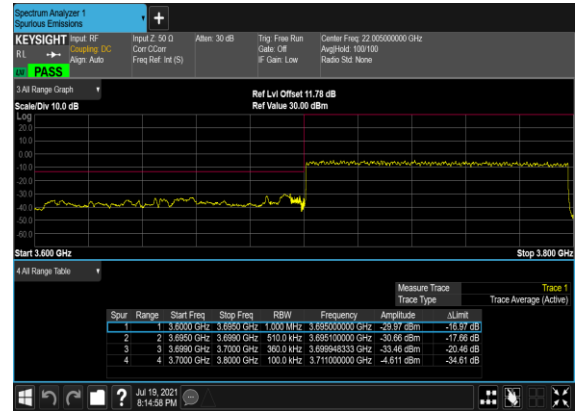 Spectrum Analyzer 1
Spurious Emissions
+
KEYSIGHT Input: RF Input Z: 50 Ω Atten: 30 dB Trig: Free Run Center Freq: 22.005000000 GHz
RL Coupling: DC Corr CCorr Gate: Off Avg|Hold: 100/100
Align: Auto Freq Ref: Int (S) IF Gain: Low Radio Std: None
LXI PASS
3 All Range Graph
Ref Lvl Offset 11.78 dB
Scale/Div 10.0 dB Ref Value 30.00 dBm
Log
20.0
10.0
0.00
-10.0
-20.0
-30.0
-40.0
-50.0
-60.0
Start 3.600 GHz Stop 3.800 GHz
4 All Range Table
Measure Trace Trace 1
Trace Type Trace Average (Active)
Spur Range Start Freq Stop Freq RBW Frequency Amplitude ΔLimit
1 1 3.6000 GHz 3.6950 GHz 1.000 MHz 3.695000000 GHz -29.97 dBm -16.97 dB
2 2 3.6950 GHz 3.6990 GHz 510.0 kHz 3.695100000 GHz -30.66 dBm -17.66 dB
3 3 3.6990 GHz 3.7000 GHz 360.0 kHz 3.699948333 GHz -33.46 dBm -20.46 dB
4 4 3.7000 GHz 3.8000 GHz 100.0 kHz 3.711000000 GHz -4.611 dBm -34.61 dB
? Jul 19, 2021
8:14:58 PM